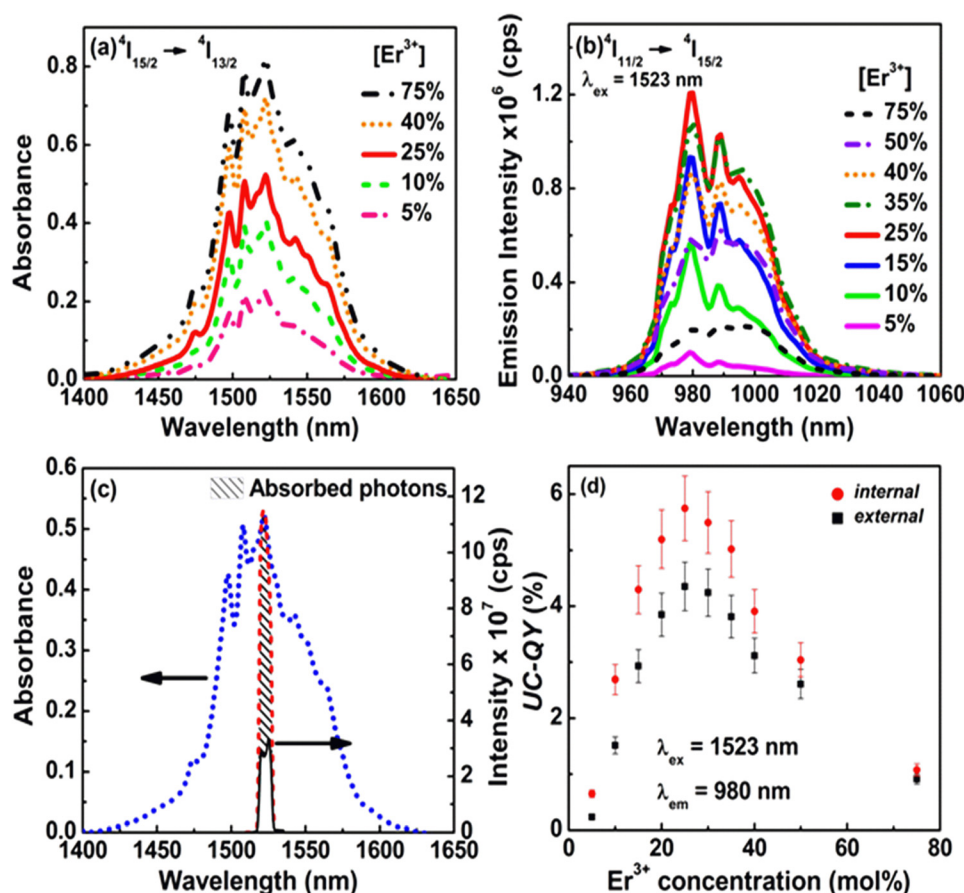 (a) ⁴I₁₅/₂ → ⁴I₁₃/₂
[Er³⁺]
75%
40%
25%
10%
5%
0.8
0.6
0.4
0.2
0.0
Absorbance
1400 1450 1500 1550 1600 1650
Wavelength (nm)
(b) ⁴I₁₁/₂ → ⁴I₁₅/₂
λex = 1523 nm
[Er³⁺]
75%
50%
40%
35%
25%
15%
10%
5%
1.2
0.8
0.4
0.0
Emission Intensity x10⁶ (cps)
940 960 980 1000 1020 1040 1060
Wavelength (nm)
(c)
Absorbed photons
0.6
0.5
0.4
0.3
0.2
0.1
0.0
Absorbance
12
10
8
6
4
2
0
Intensity x 10⁷ (cps)
1400 1450 1500 1550 1600 1650
Wavelength (nm)
(d)
internal
external
6
4
2
0
UC-QY (%)
λex = 1523 nm
λem = 980 nm
0 20 40 60 80
Er³⁺ concentration (mol%)